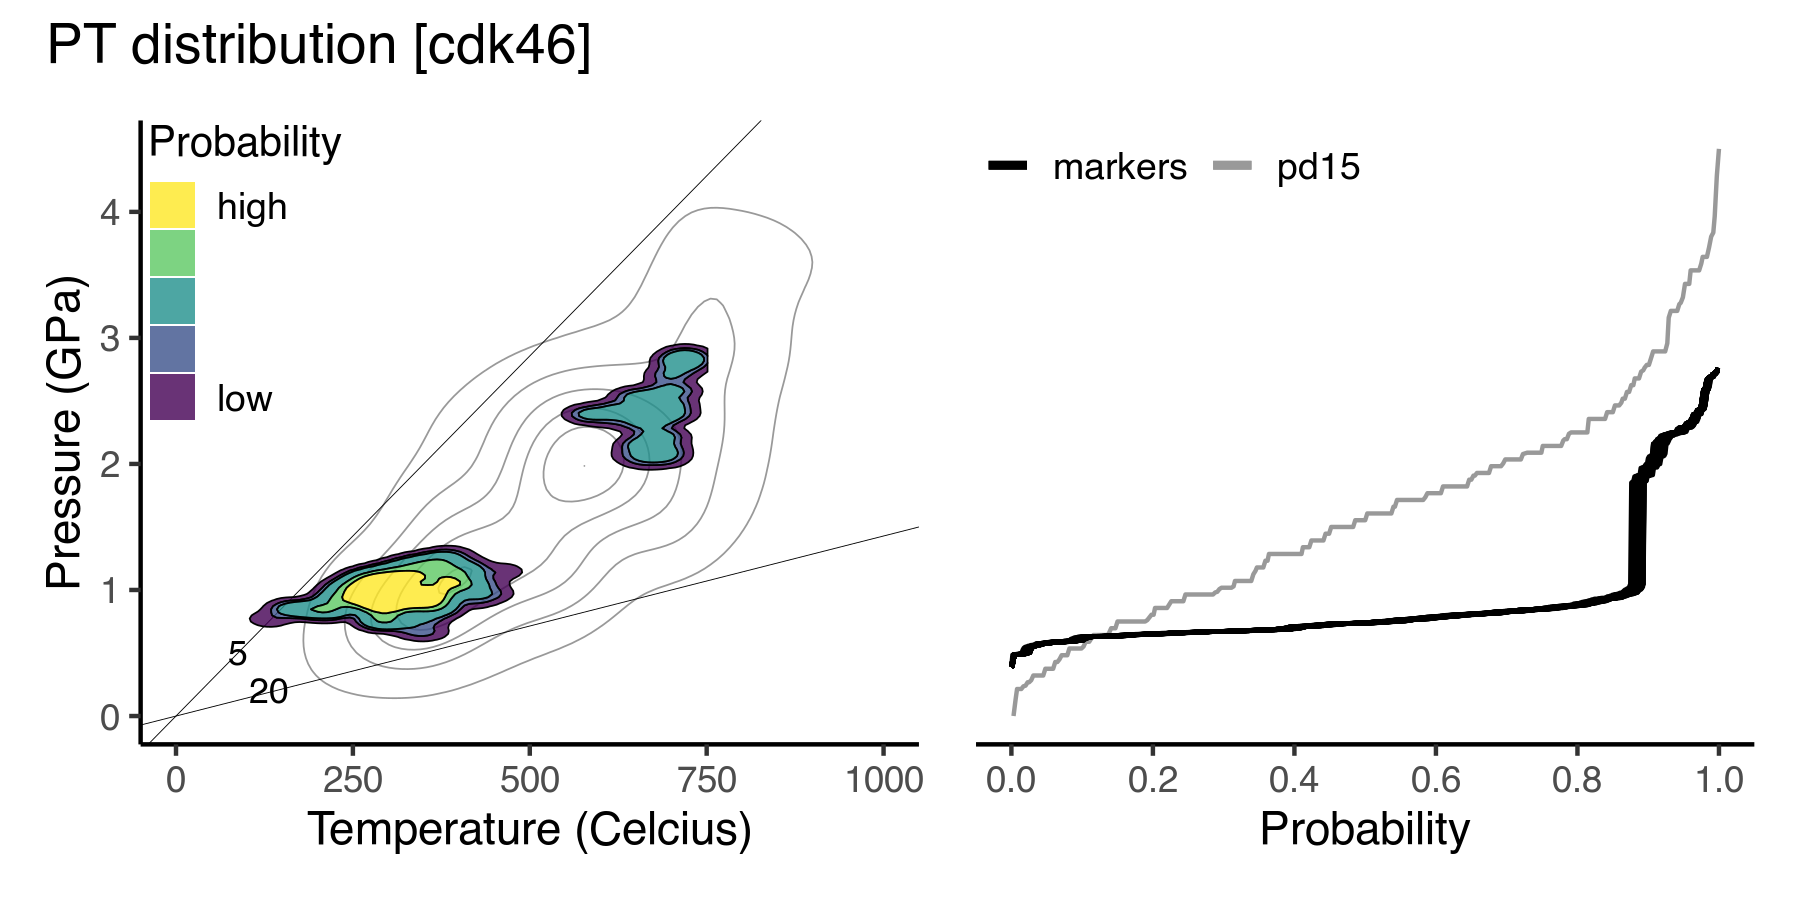 PT distribution [cdk46]
Probability
high
low
Pressure (GPa)
4
3
2
1
0
5
20
0 250 500 750 1000
Temperature (Celcius)
markers pd15
0.0 0.2 0.4 0.6 0.8 1.0
Probability